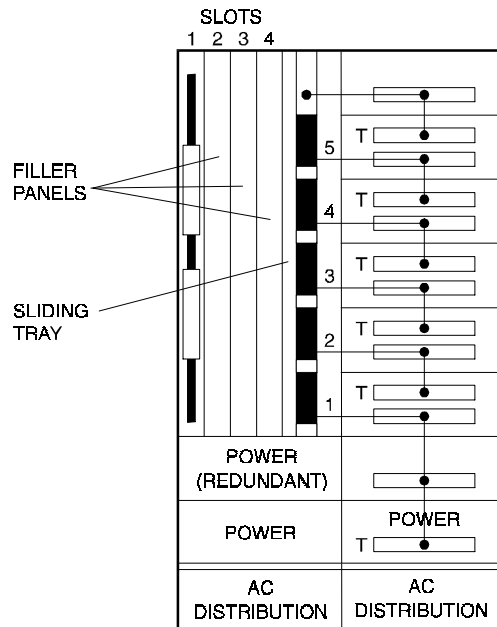 SLOTS
1 2 3 4
T
5
FILLER
PANELS
T
4
T
3
SLIDING
TRAY
T
2
T
1
POWER
(REDUNDANT)
POWER
POWER
T
AC
DISTRIBUTION
AC
DISTRIBUTION